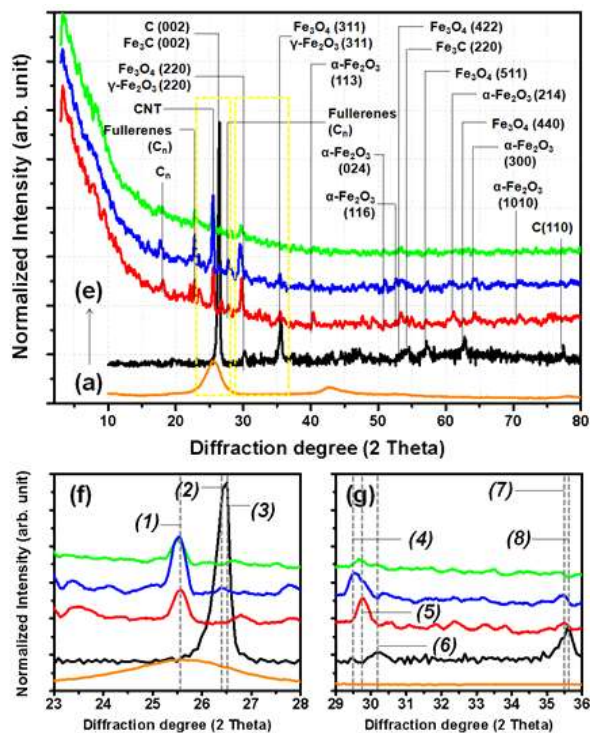 C (002)
Fe₃C (002)
Fe₃O₄ (220)
γ-Fe₂O₃ (220)
CNT
Fullerenes
(Cₙ)
Cₙ
Fe₃O₄ (311)
γ-Fe₂O₃ (311)
α-Fe₂O₃
(113)
Fullerenes
(Cₙ)
α-Fe₂O₃
(024)
α-Fe₂O₃
(116)
Fe₃O₄ (422)
Fe₃C (220)
Fe₃O₄ (511)
α-Fe₂O₃ (214)
Fe₃O₄ (440)
α-Fe₂O₃
(300)
α-Fe₂O₃
(1010)
C(110)
(e)
(a)
Normalized Intensity (arb. unit)
10 20 30 40 50 60 70 80
Diffraction degree (2 Theta)
(f)
(1)
(2)
(3)
Normalized Intensity (arb. unit)
23 24 25 26 27 28
Diffraction degree (2 Theta)
(g)
(4)
(5)
(6)
(7)
(8)
29 30 31 32 33 34 35 36
Diffraction degree (2 Theta)